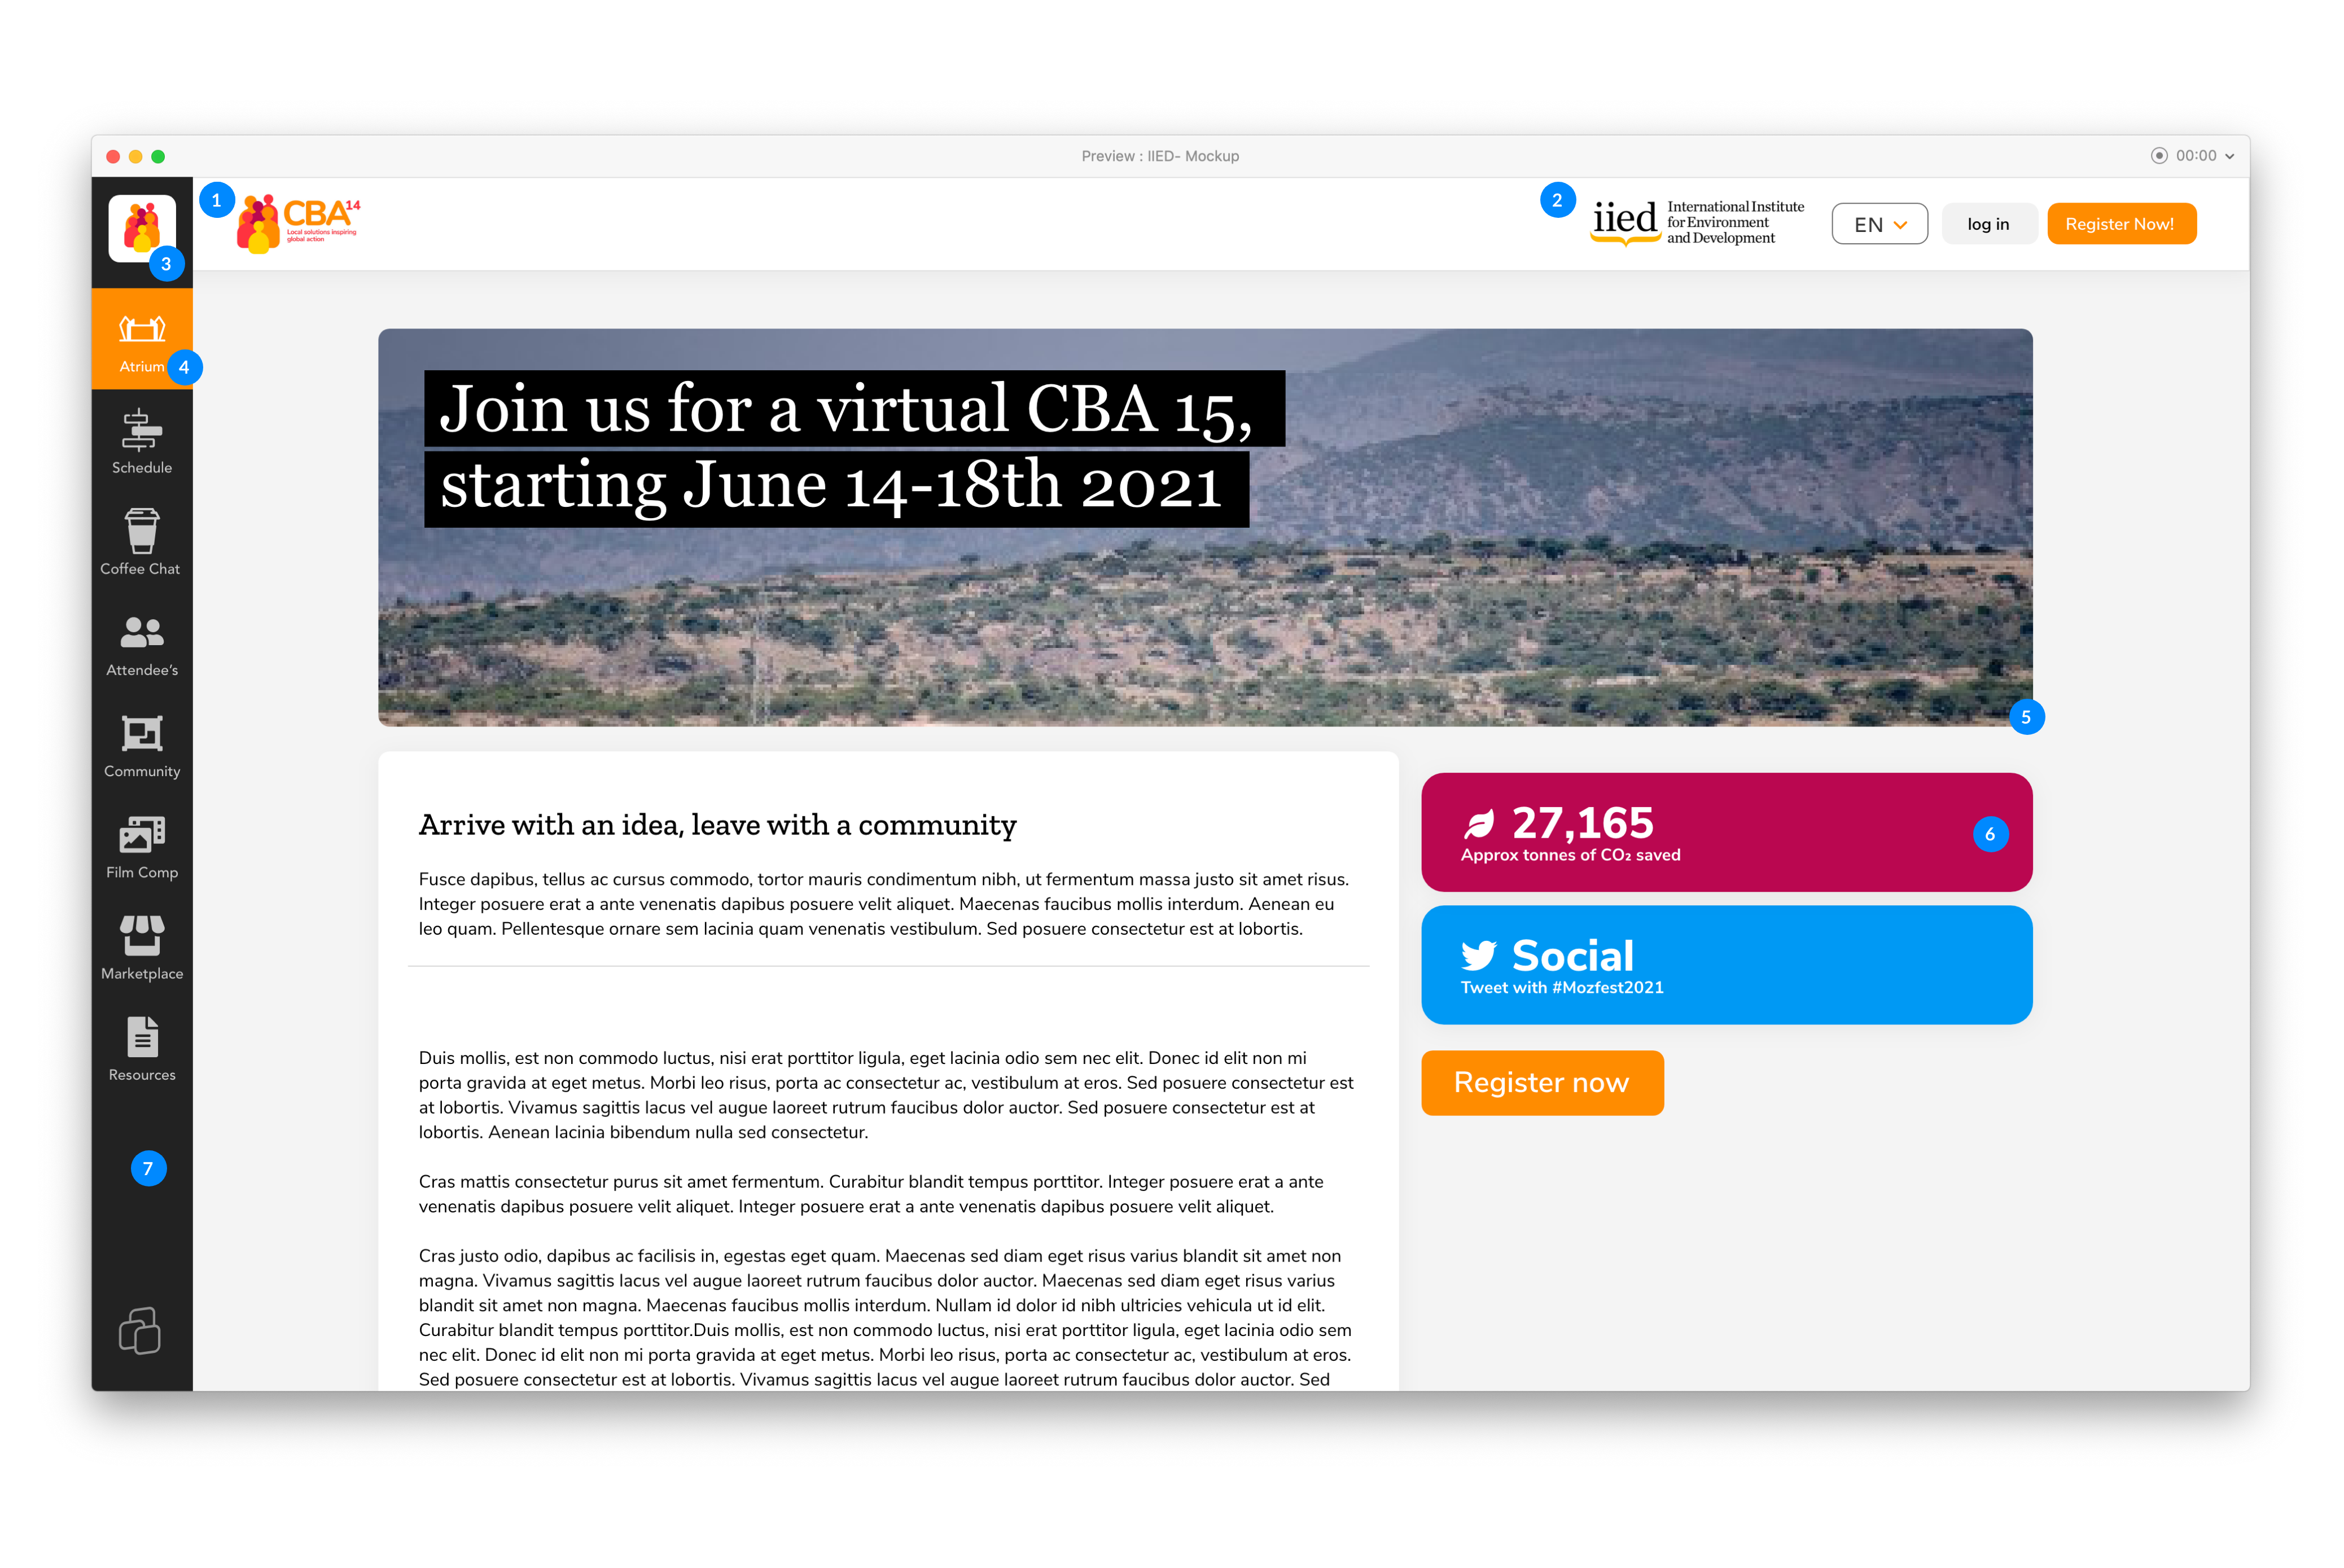 Preview : IIED- Mockup
00:00
1
CBA14
Local solutions inspiring
global action
2
iied
International Institute
for Environment
and Development
EN
log in
Register Now!
3
Atrium
4
Schedule
Coffee Chat
Attendee's
Community
Film Comp
Marketplace
Resources
7
Join us for a virtual CBA 15,
starting June 14-18th 2021
5
Arrive with an idea, leave with a community
Fusce dapibus, tellus ac cursus commodo, tortor mauris condimentum nibh, ut fermentum massa justo sit amet risus.
Integer posuere erat a ante venenatis dapibus posuere velit aliquet. Maecenas faucibus mollis interdum. Aenean eu
leo quam. Pellentesque ornare sem lacinia quam venenatis vestibulum. Sed posuere consectetur est at lobortis.
Duis mollis, est non commodo luctus, nisi erat porttitor ligula, eget lacinia odio sem nec elit. Donec id elit non mi
porta gravida at eget metus. Morbi leo risus, porta ac consectetur ac, vestibulum at eros. Sed posuere consectetur est
at lobortis. Vivamus sagittis lacus vel augue laoreet rutrum faucibus dolor auctor. Sed posuere consectetur est at
lobortis. Aenean lacinia bibendum nulla sed consectetur.
Cras mattis consectetur purus sit amet fermentum. Curabitur blandit tempus porttitor. Integer posuere erat a ante
venenatis dapibus posuere velit aliquet. Integer posuere erat a ante venenatis dapibus posuere velit aliquet.
Cras justo odio, dapibus ac facilisis in, egestas eget quam. Maecenas sed diam eget risus varius blandit sit amet non
magna. Vivamus sagittis lacus vel augue laoreet rutrum faucibus dolor auctor. Maecenas sed diam eget risus varius
blandit sit amet non magna. Maecenas faucibus mollis interdum. Nullam id dolor id nibh ultricies vehicula ut id elit.
Curabitur blandit tempus porttitor.Duis mollis, est non commodo luctus, nisi erat porttitor ligula, eget lacinia odio sem
nec elit. Donec id elit non mi porta gravida at eget metus. Morbi leo risus, porta ac consectetur ac, vestibulum at eros.
Sed posuere consectetur est at lobortis. Vivamus sagittis lacus vel augue laoreet rutrum faucibus dolor auctor. Sed
27,165
Approx tonnes of CO₂ saved
6
Social
Tweet with #Mozfest2021
Register now